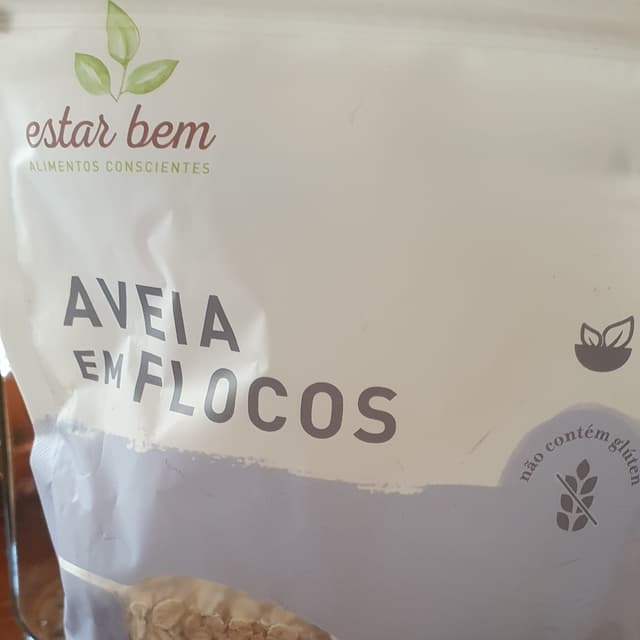 estar bem
ALIMENTOS CONSCIENTES
AVEIA
EM FLOCOS
não contém glúten